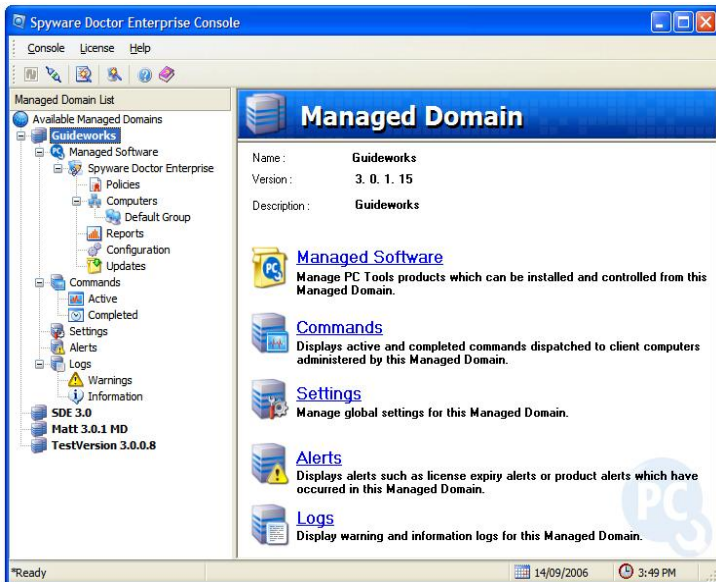 Spyware Doctor Enterprise Console
Console License Help
Managed Domain List
Available Managed Domains
Guideworks
Managed Software
Spyware Doctor Enterprise
Policies
Computers
Default Group
Reports
Configuration
Updates
Commands
Active
Completed
Settings
Alerts
Logs
Warnings
Information
SDE 3.0
Matt 3.0.1 MD
TestVersion 3.0.0.8
Managed Domain
Name : Guideworks
Version : 3. 0. 1. 15
Description : Guideworks
Managed Software
Manage PC Tools products which can be installed and controlled from this
Managed Domain.
Commands
Displays active and completed commands dispatched to client computers
administered by this Managed Domain.
Settings
Manage global settings for this Managed Domain.
Alerts
Displays alerts such as license expiry alerts or product alerts which have
occurred in this Managed Domain.
Logs
Display warning and information logs for this Managed Domain.
PC
*Ready 14/09/2006 3:49 PM